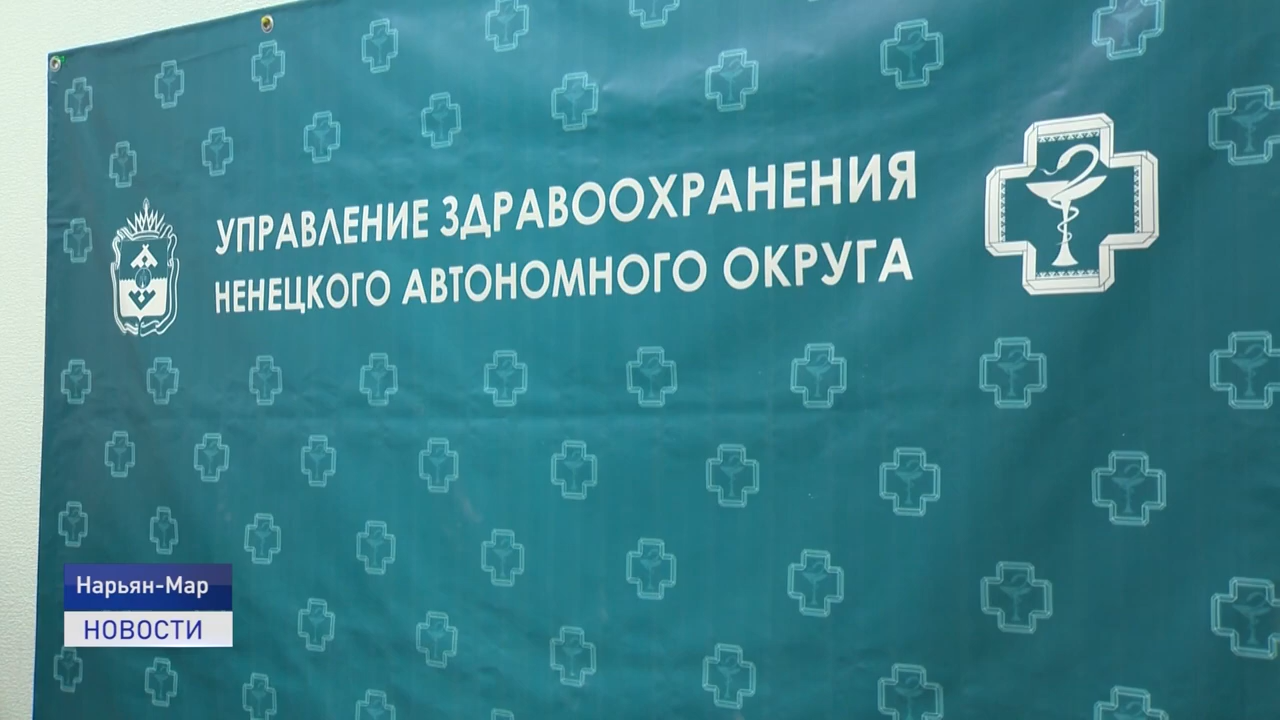 УПРАВЛЕНИЕ ЗДРАВООХРАНЕНИЯ
НЕНЕЦКОГО АВТОНОМНОГО ОКРУГА
Нарьян-Мар
НОВОСТИ